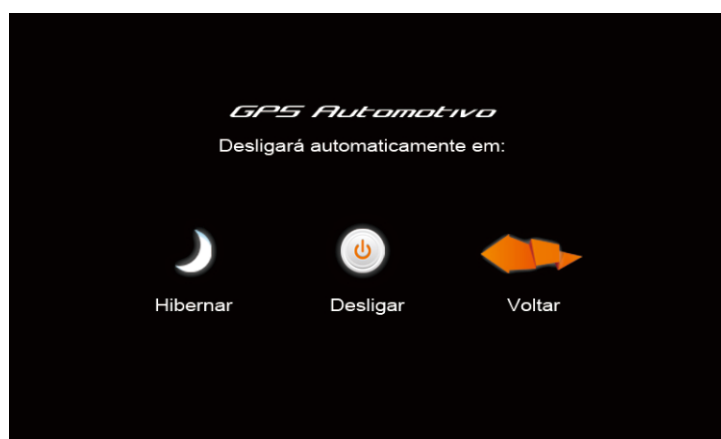 GPS Automotivo
Desligará automaticamente em:
Hibernar Desligar Voltar